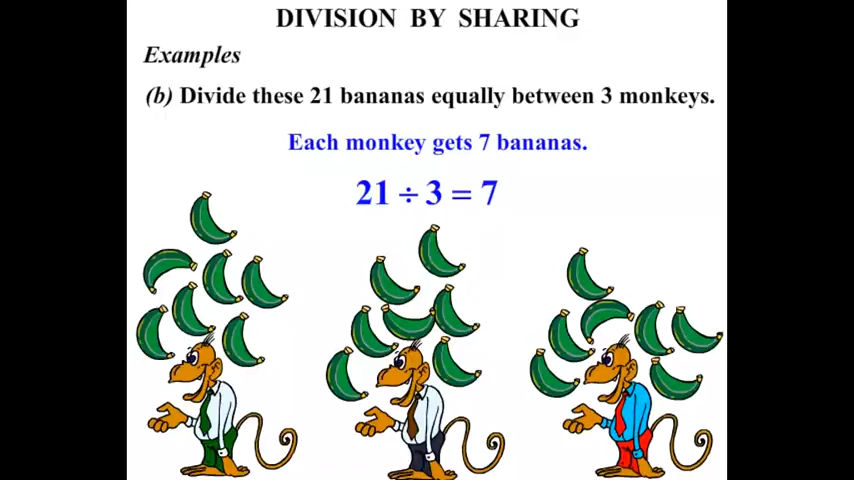 DIVISION BY SHARING
Examples
(b) Divide these 21 bananas equally between 3 monkeys.
Each monkey gets 7 bananas.
21 ÷ 3 = 7